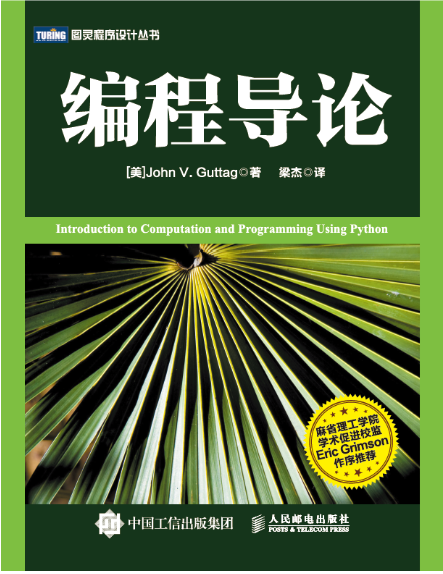 TURING 图灵程序设计丛书
编程导论
[美]John V. Guttag◎著 梁杰◎译
Introduction to Computation and Programming Using Python
麻省理工学院
学术促进校监
Eric Grimson
作序推荐
中国工信出版集团 人民邮电出版社
POSTS & TELECOM PRESS